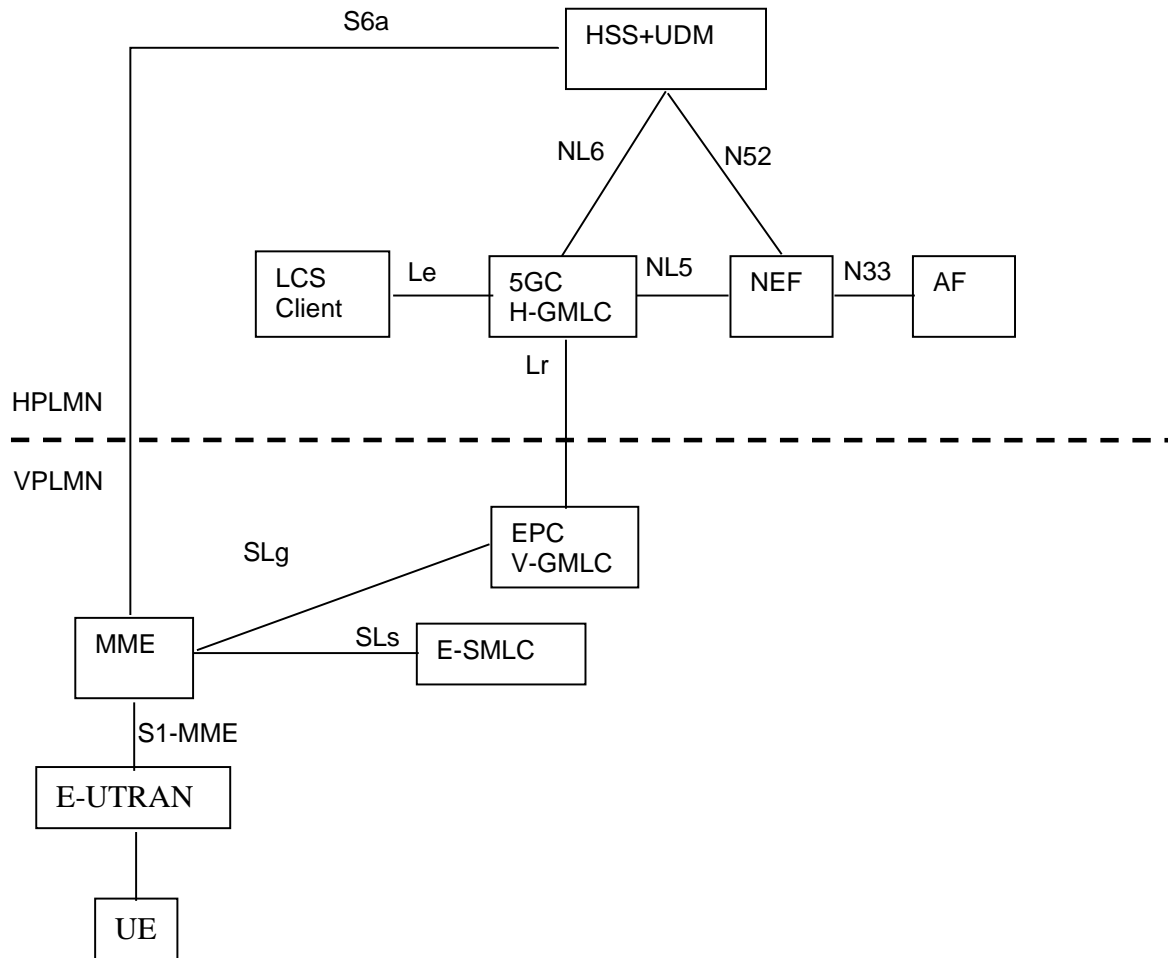 S6a
HSS+UDM
NL6
N52
LCS
Client
Le
5GC
H-GMLC
NL5
NEF
N33
AF
Lr
HPLMN
VPLMN
EPC
V-GMLC
SLg
MME
SLs
E-SMLC
S1-MME
E-UTRAN
UE